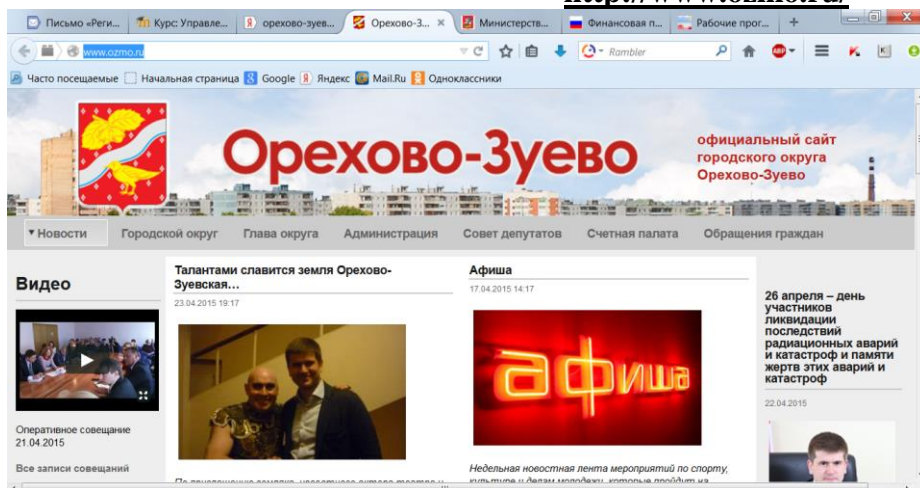 http://www.ozmo.ru/
Письмо «Реги...
Курс: Управле...
орехово-зуев...
Орехово-З...
Министерств...
Финансовая п...
Рабочие прог...
www.ozmo.ru
Rambler
ABP
Часто посещаемые
Начальная страница
Google
Яндекс
Mail.Ru
Одноклассники
Орехово-Зуево
официальный сайт
городского округа
Орехово-Зуево
Новости
Городской округ
Глава округа
Администрация
Совет депутатов
Счетная палата
Обращения граждан
Видео
Оперативное совещание
21.04.2015
Все записи совещаний
Талантами славится земля Орехово-
Зуевская...
23.04.2015 19:17
Афиша
17.04.2015 14:17
афиша
Недельная новостная лента мероприятий по спорту,
культуре и делам молодежи, которые пройдут на
26 апреля – день
участников
ликвидации
последствий
радиационных аварий
и катастроф и памяти
жертв этих аварий и
катастроф
22.04.2015